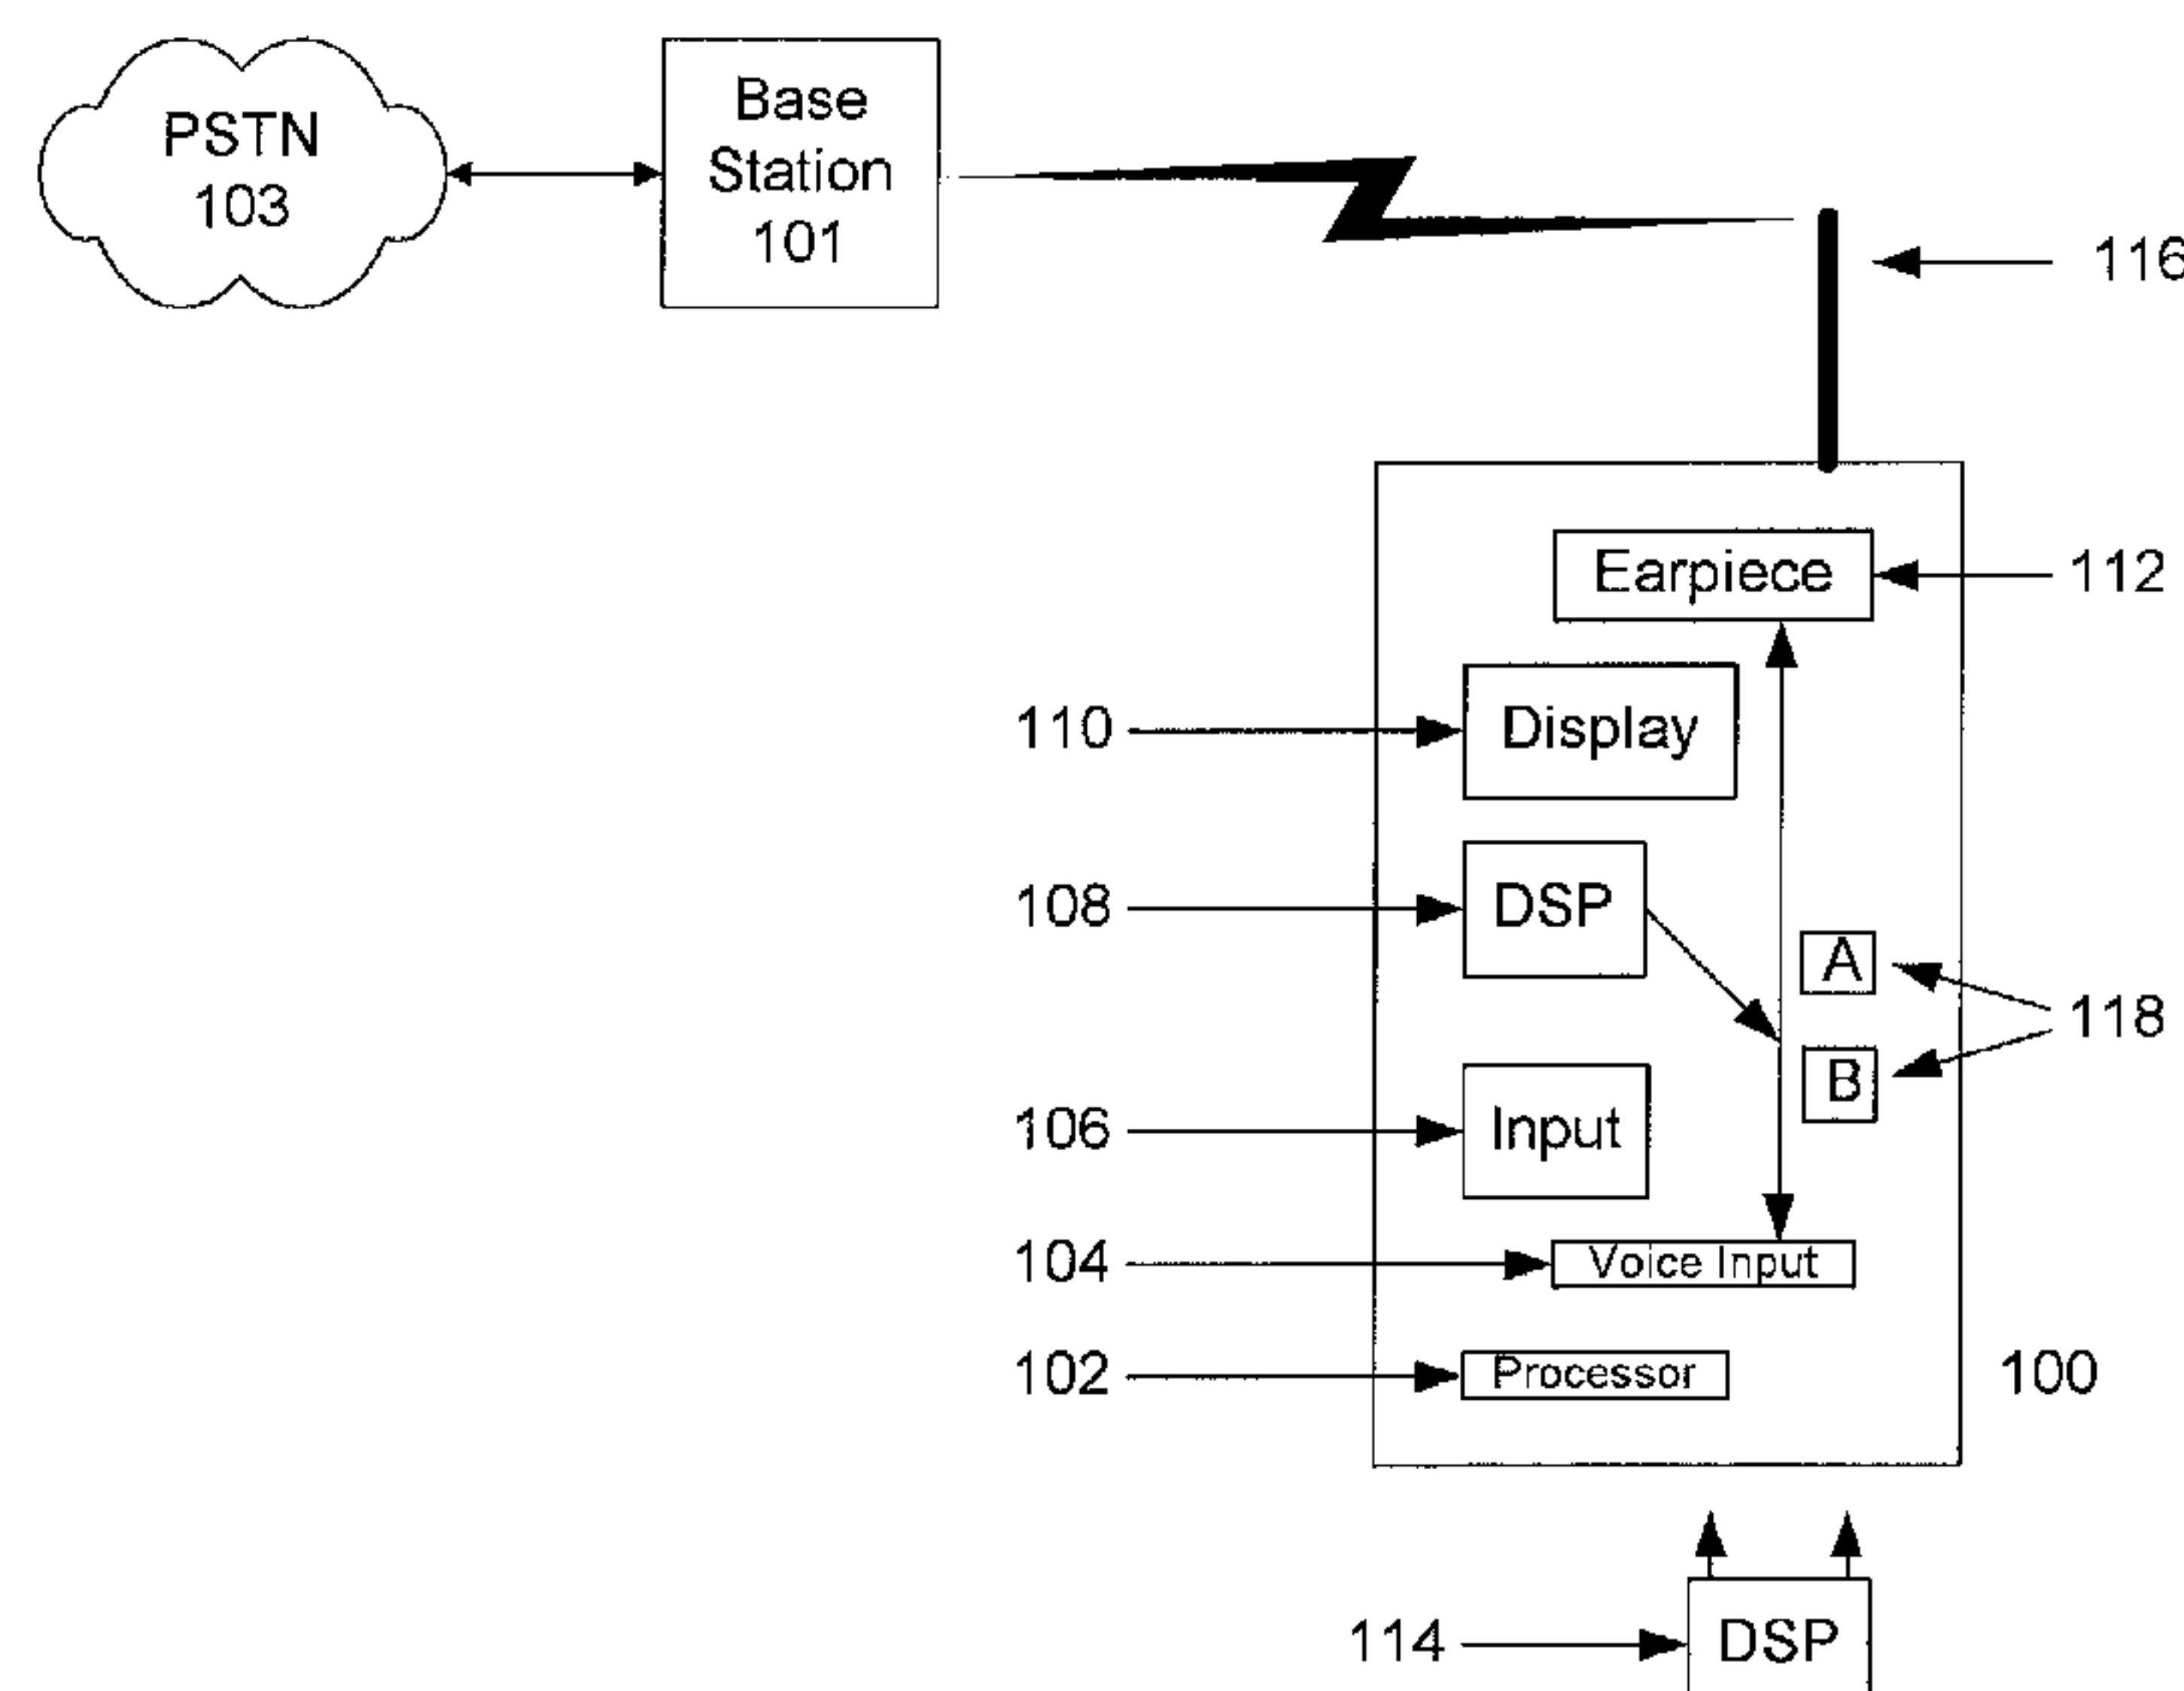 PSTN
103
Base
Station
101
116
Earpiece
112
110
Display
108
DSP
A
118
B
106
Input
104
Voice Input
102
Processor
100
114
DSP